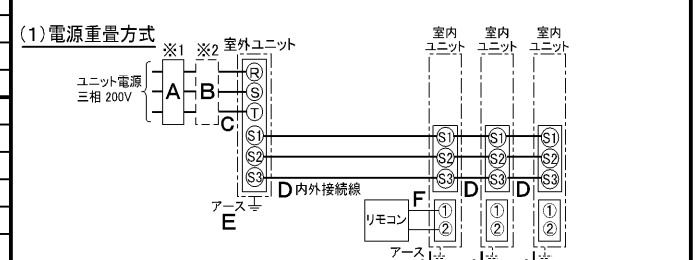 (1)電源重畳方式
※1 ※2 室外ユニット
室内ユニット 室内ユニット 室内ユニット
ユニット電源
三相 200V
A B
C
R
S
T
S1 S1 S1 S1
S2 S2 S2 S2
S3 S3 S3 S3
D 内外接続線
D D
アース
E
F
リモコン
① ① ①
② ② ②
アース